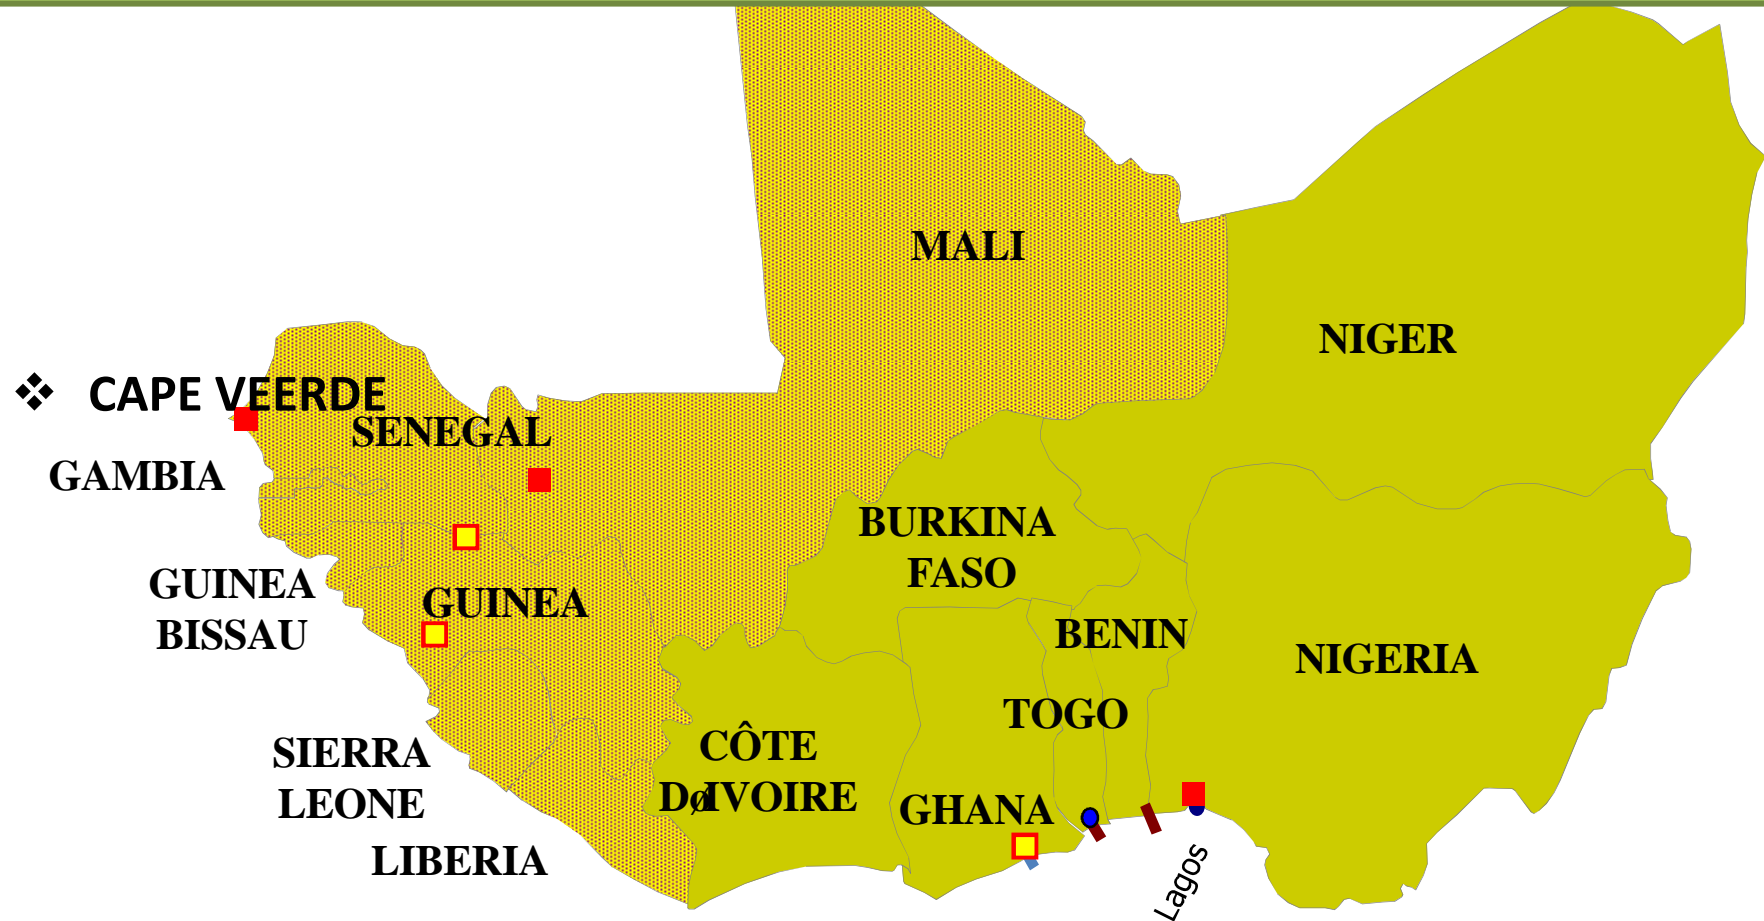 MALI
NIGER
❖ CAPE VEERDE
SENEGAL
GAMBIA
BURKINA
FASO
GUINEA
BISSAU
GUINEA
BENIN
NIGERIA
TOGO
SIERRA
LEONE
CÔTE
DøIVOIRE
GHANA
LIBERIA
Lagos